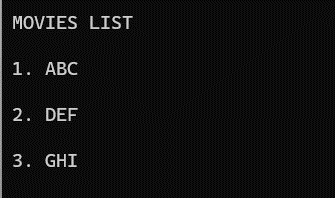 MOVIES LIST
1. ABC
2. DEF
3. GHI